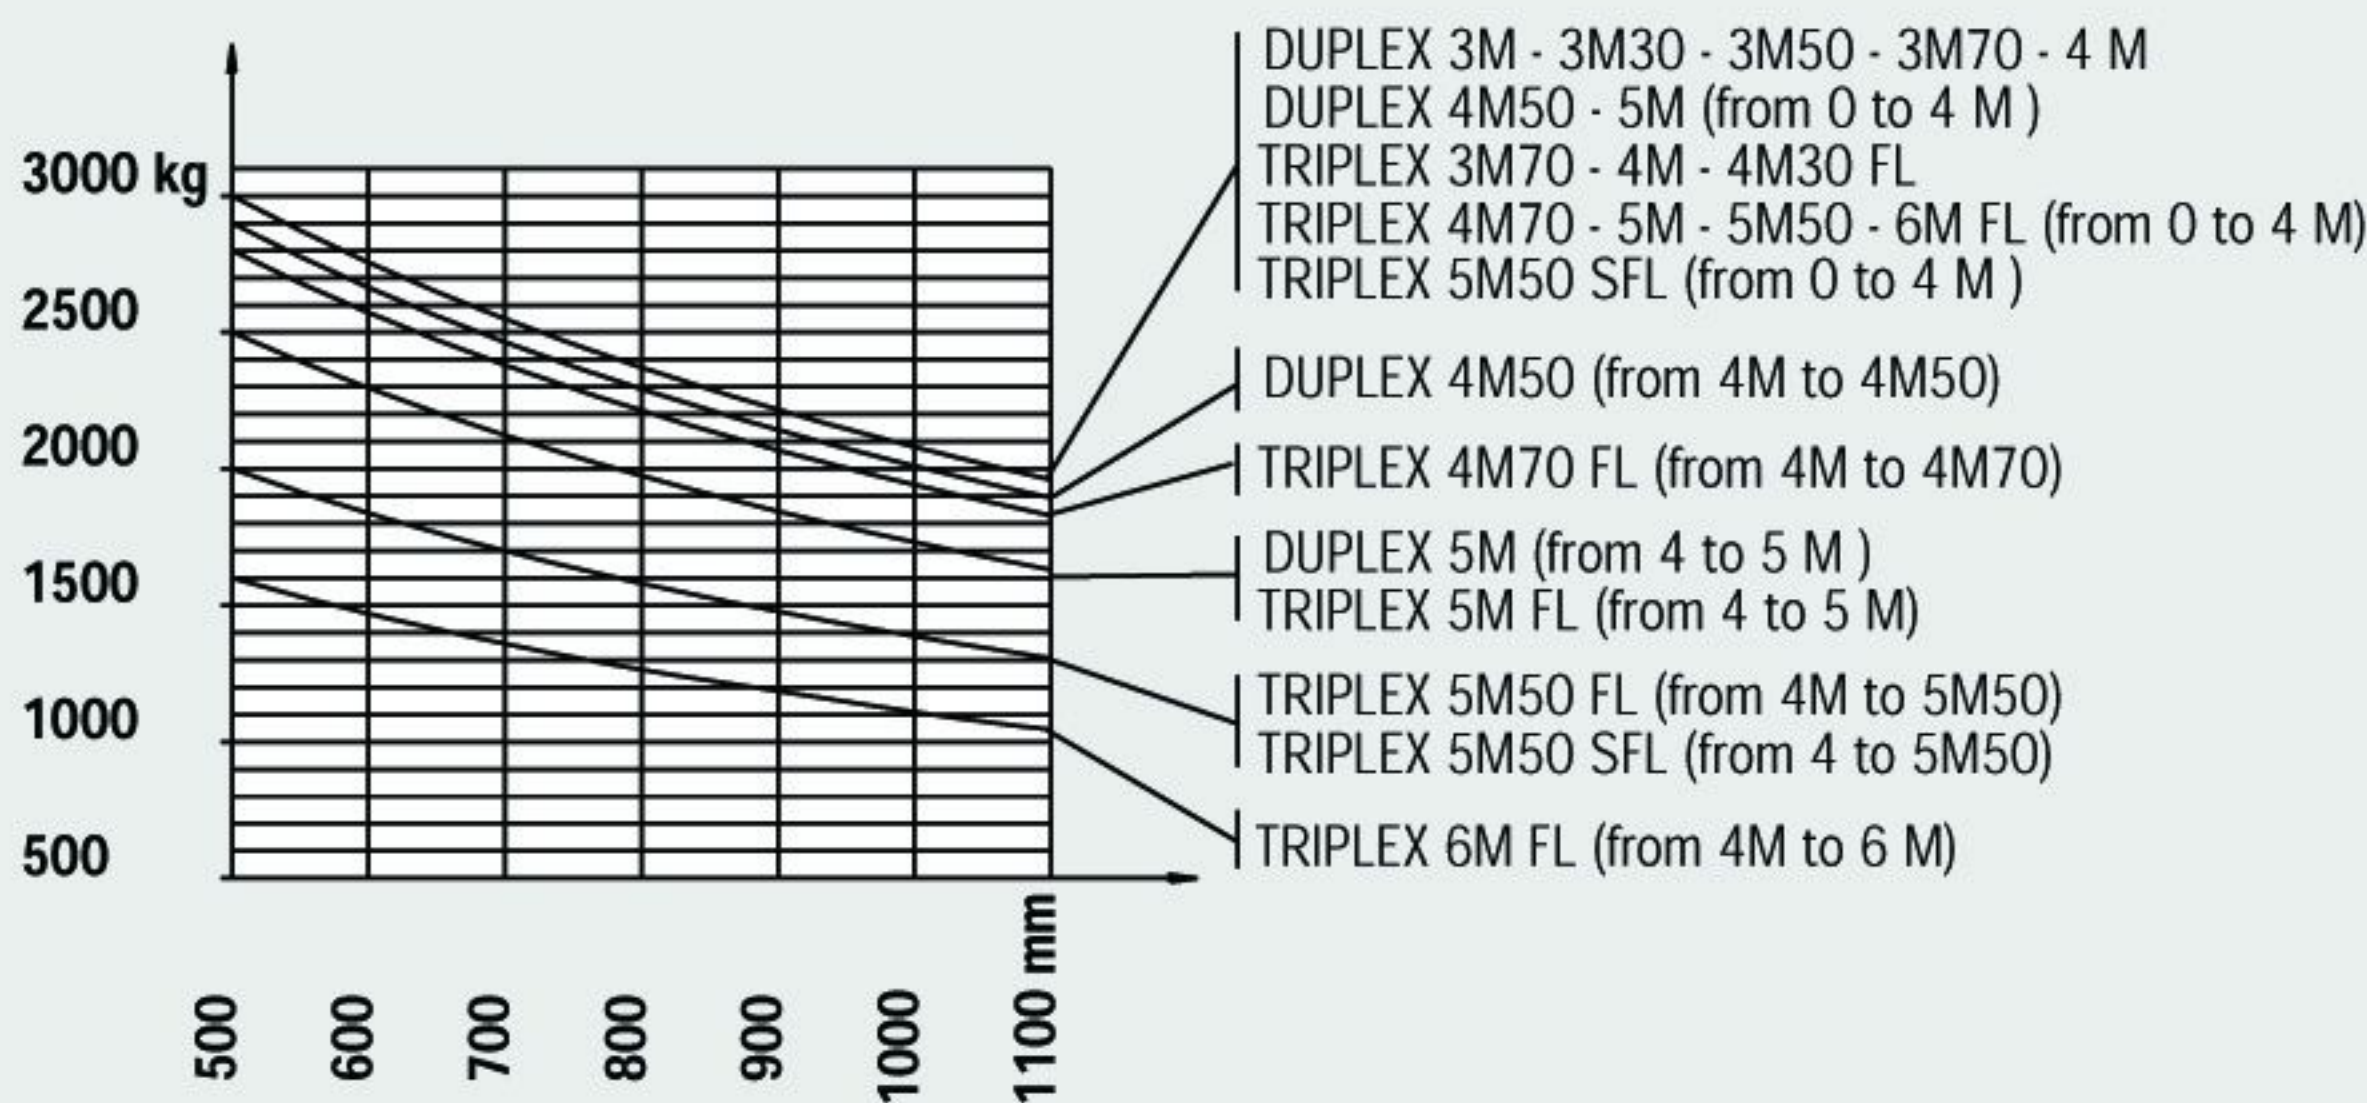 DUPLEX 3M - 3M30 - 3M50 - 3M70 - 4 M
DUPLEX 4M50 - 5M (from 0 to 4 M )
TRIPLEX 3M70 - 4M - 4M30 FL
TRIPLEX 4M70 - 5M - 5M50 - 6M FL (from 0 to 4 M)
TRIPLEX 5M50 SFL (from 0 to 4 M )
DUPLEX 4M50 (from 4M to 4M50)
TRIPLEX 4M70 FL (from 4M to 4M70)
DUPLEX 5M (from 4 to 5 M )
TRIPLEX 5M FL (from 4 to 5 M)
TRIPLEX 5M50 FL (from 4M to 5M50)
TRIPLEX 5M50 SFL (from 4 to 5M50)
TRIPLEX 6M FL (from 4M to 6 M)
3000 kg
2500
2000
1500
1000
500
500
600
700
800
900
1000
1100 mm